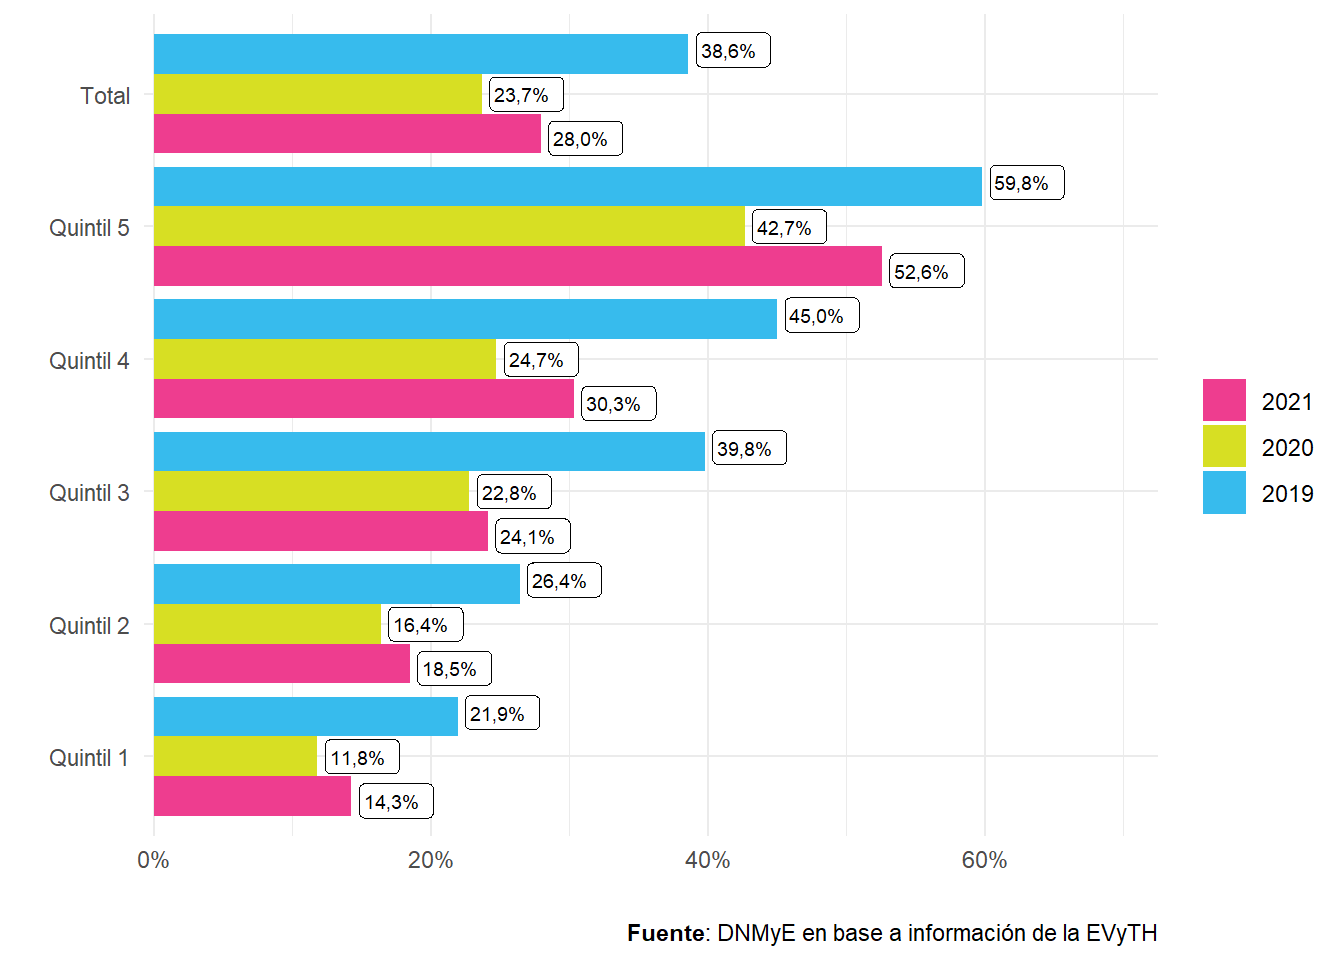 Total
38,6%
23,7%
28,0%
Quintil 5
59,8%
42,7%
52,6%
Quintil 4
45,0%
24,7%
30,3%
Quintil 3
39,8%
22,8%
24,1%
Quintil 2
26,4%
16,4%
18,5%
Quintil 1
21,9%
11,8%
14,3%
0% 20% 40% 60%
2021
2020
2019
Fuente: DNMyE en base a información de la EVyTH